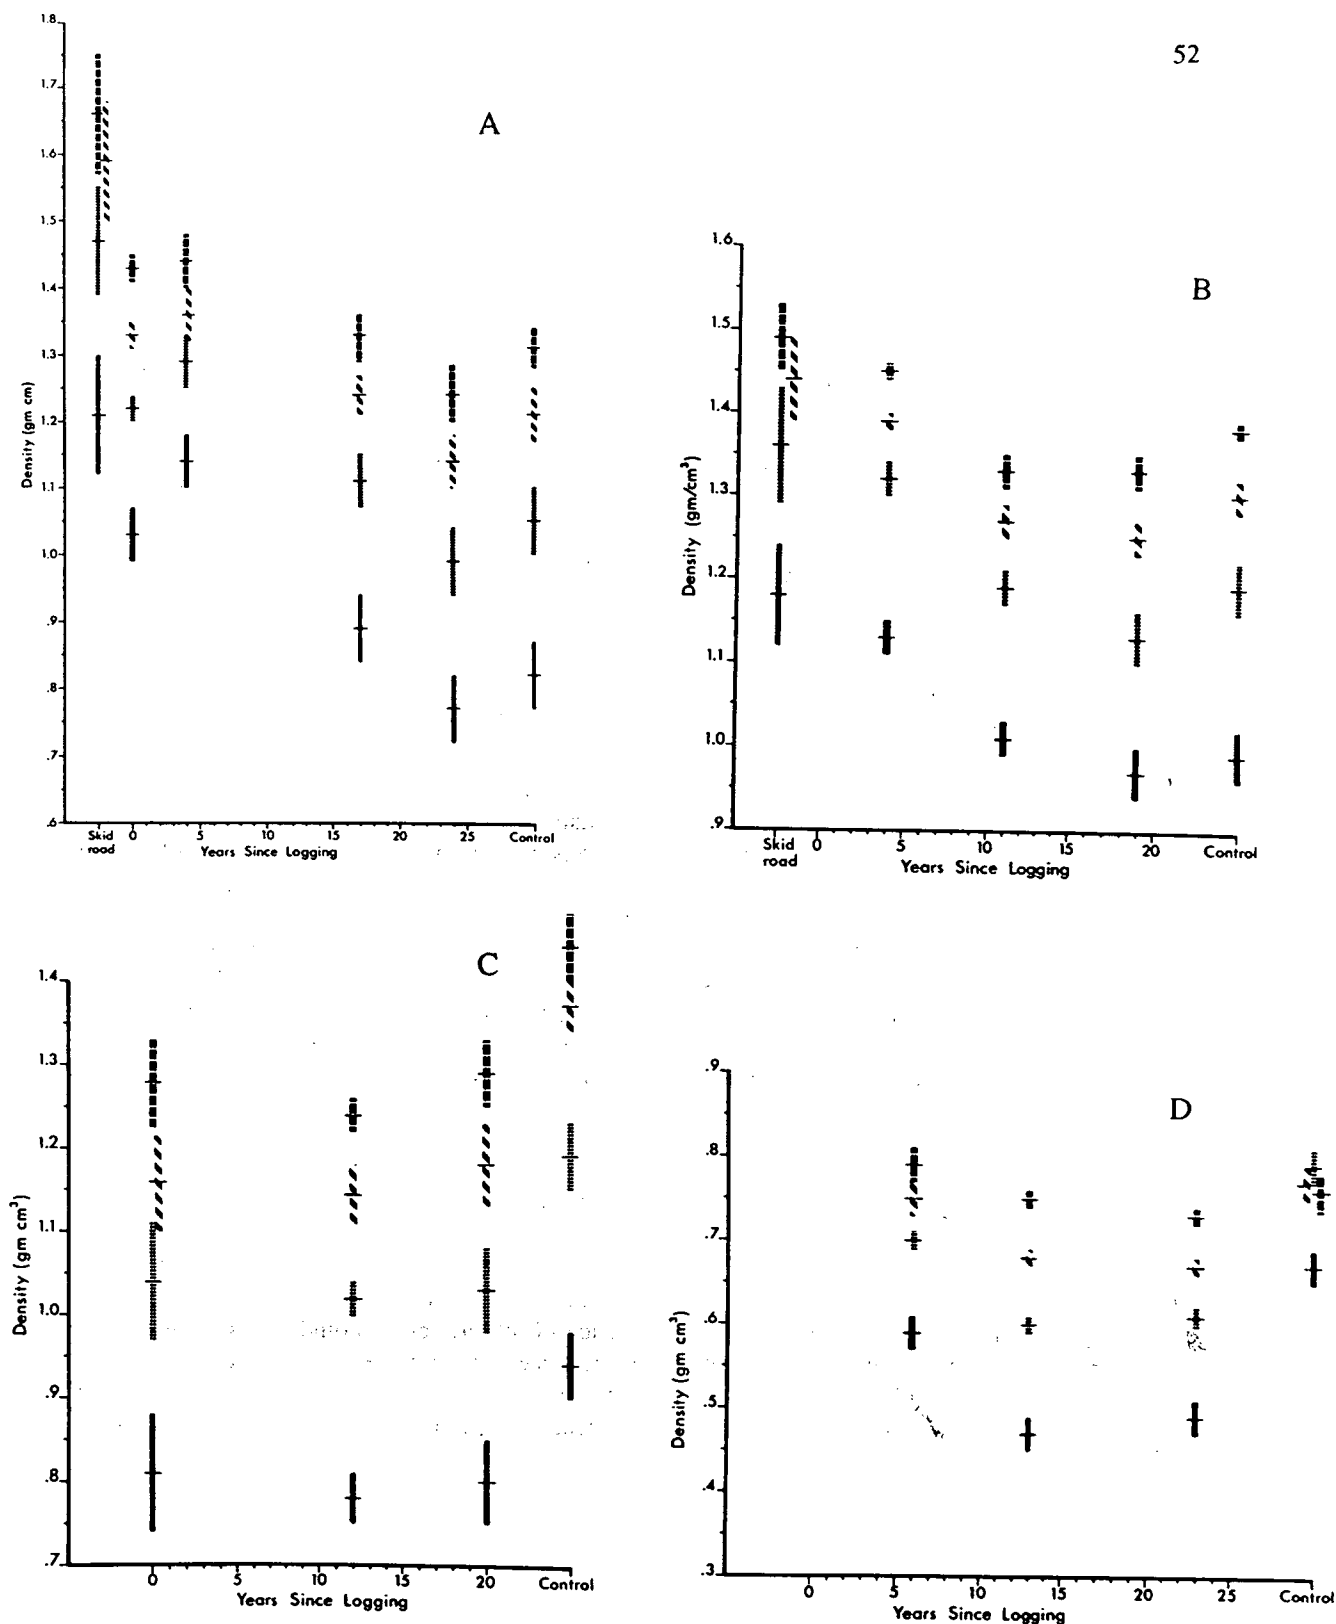 52
A
1.8
1.7
1.6
1.5
1.4
1.3
1.2
1.1
1.0
.9
.8
.7
.6
Density (gm cm)
Skid road 0 5 10 15 20 25 Control
Years Since Logging
B
1.6
1.5
1.4
1.3
1.2
1.1
1.0
.9
Density (gm/cm³)
Skid road 0 5 10 15 20 Control
Years Since Logging
C
1.4
1.3
1.2
1.1
1.0
.9
.8
.7
Density (gm cm³)
0 5 10 15 20 Control
Years Since Logging
D
.9
.8
.7
.6
.5
.4
.3
Density (gm cm³)
0 5 10 15 20 25 Control
Years Since Logging